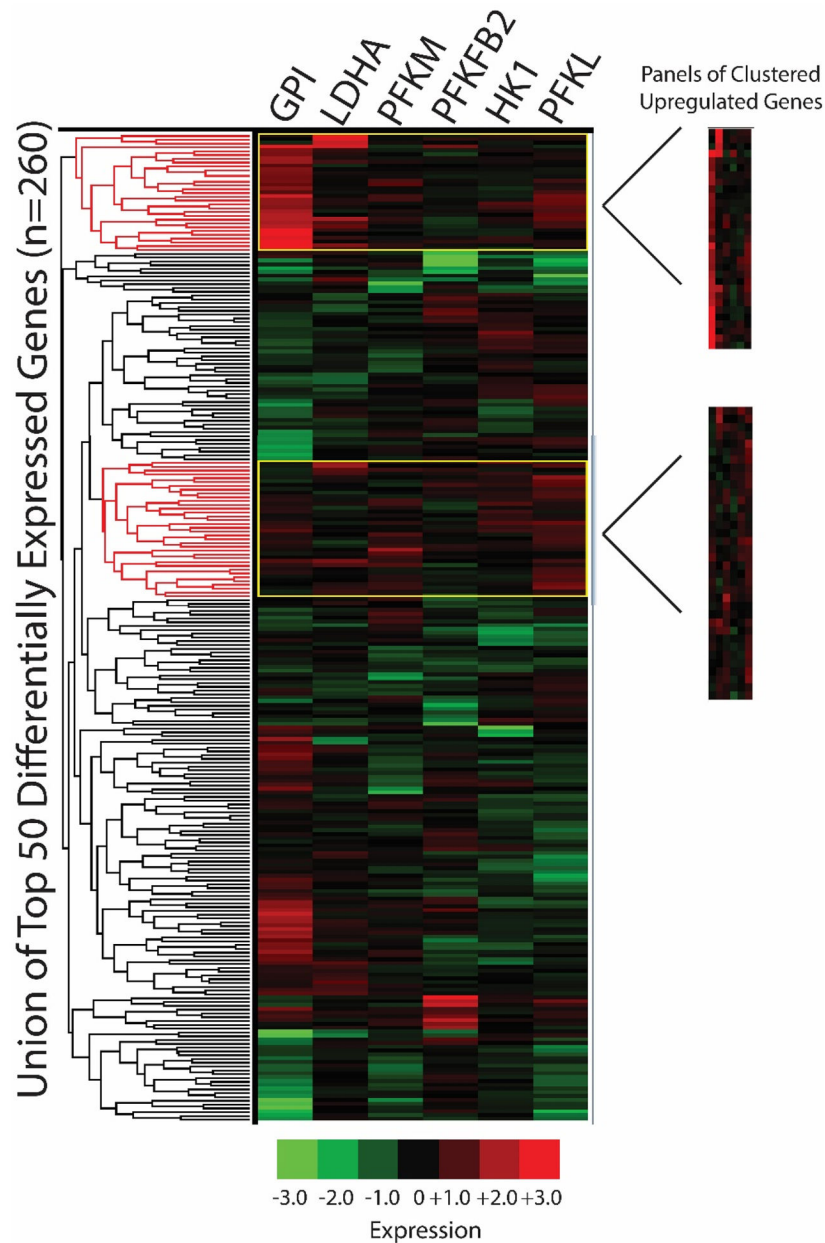 GPI
LDHA
PFKM
PFKFB2
HK1
PFKL
Panels of Clustered
Upregulated Genes
Union of Top 50 Differentially Expressed Genes (n=260)
-3.0 -2.0 -1.0 0 +1.0 +2.0 +3.0
Expression